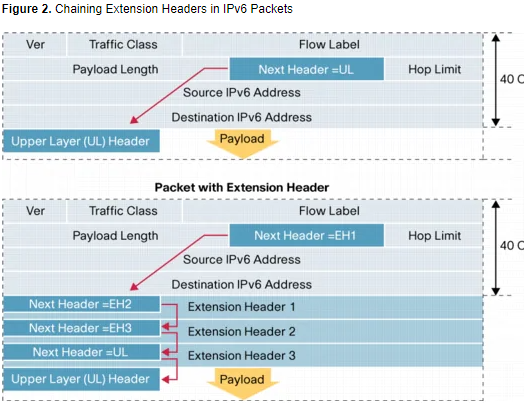 Figure 2. Chaining Extension Headers in IPv6 Packets
Ver Traffic Class Flow Label
Payload Length Next Header =UL Hop Limit
40 O
Source IPv6 Address
Destination IPv6 Address
Upper Layer (UL) Header Payload
Packet with Extension Header
Ver Traffic Class Flow Label
Payload Length Next Header =EH1 Hop Limit
40 O
Source IPv6 Address
Destination IPv6 Address
Next Header =EH2 Extension Header 1
Next Header =EH3 Extension Header 2
Next Header =UL Extension Header 3
Upper Layer (UL) Header Payload